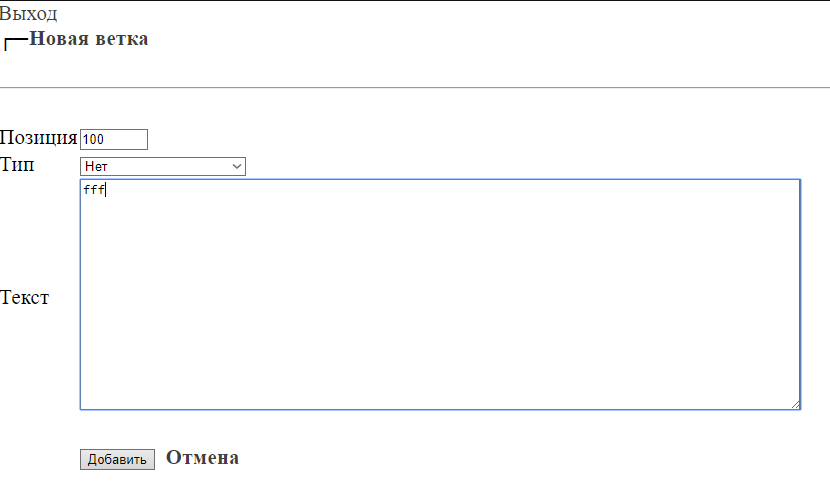 Выход
Новая ветка
Позиция 100
Тип Нет
fff
Текст
Добавить Отмена